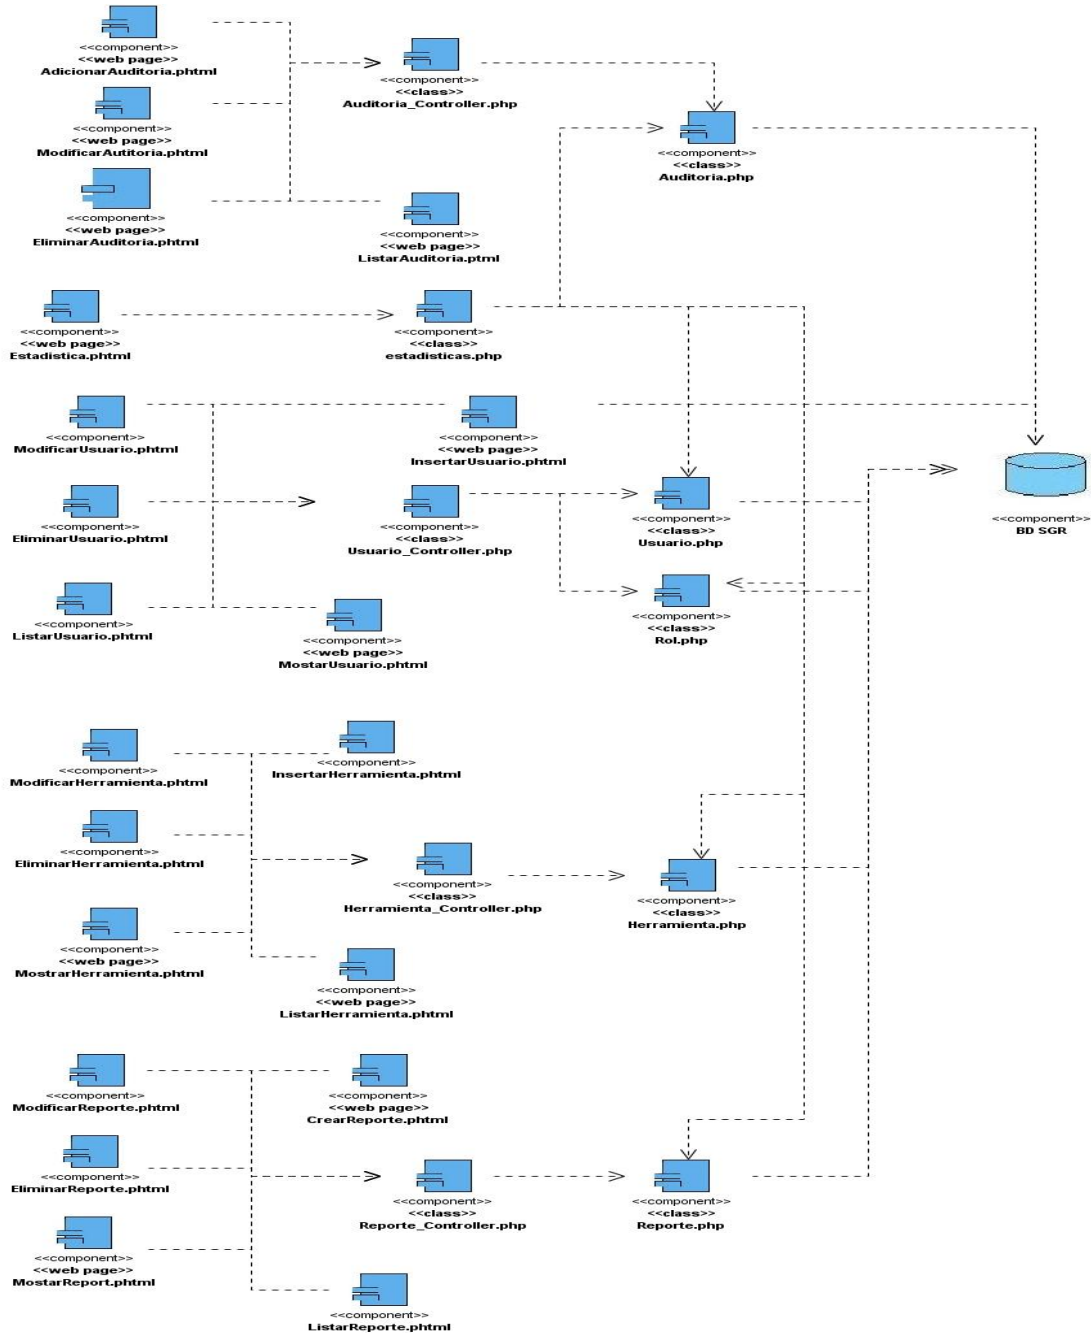 <<component>>
<<web page>>
AdicionarAuditoria.phtml
<<component>>
<<class>>
Auditoria_Controller.php
<<component>>
<<web page>>
ModificarAutitoria.phtml
<<component>>
<<class>>
Auditoria.php
<<component>>
<<web page>>
EliminarAuditoria.phtml
<<component>>
<<web page>>
ListarAuditoria.ptml
<<component>>
<<web page>>
Estadistica.phtml
<<component>>
<<class>>
estadisticas.php
<<component>>
ModificarUsuario.phtml
<<component>>
<<web page>>
InsertarUsuario.phtml
<<component>>
EliminarUsuario.phtml
<<component>>
<<class>>
Usuario_Controller.php
<<component>>
<<class>>
Usuario.php
<<component>>
BD SGR
<<component>>
ListarUsuario.phtml
<<component>>
<<web page>>
MostarUsuario.phtml
<<component>>
<<class>>
Rol.php
<<component>>
ModificarHerramienta.phtml
<<component>>
InsertarHerramienta.phtml
<<component>>
EliminarHerramienta.phtml
<<component>>
<<class>>
Herramienta_Controller.php
<<component>>
<<class>>
Herramienta.php
<<component>>
<<web page>>
MostrarHerramienta.phtml
<<component>>
<<web page>>
ListarHerramienta.phtml
<<component>>
ModificarReporte.phtml
<<component>>
<<web page>>
CrearReporte.phtml
<<component>>
EliminarReporte.phtml
<<component>>
<<class>>
Reporte_Controller.php
<<component>>
<<class>>
Reporte.php
<<component>>
<<web page>>
MostarReport.phtml
<<component>>
ListarReporte.phtml